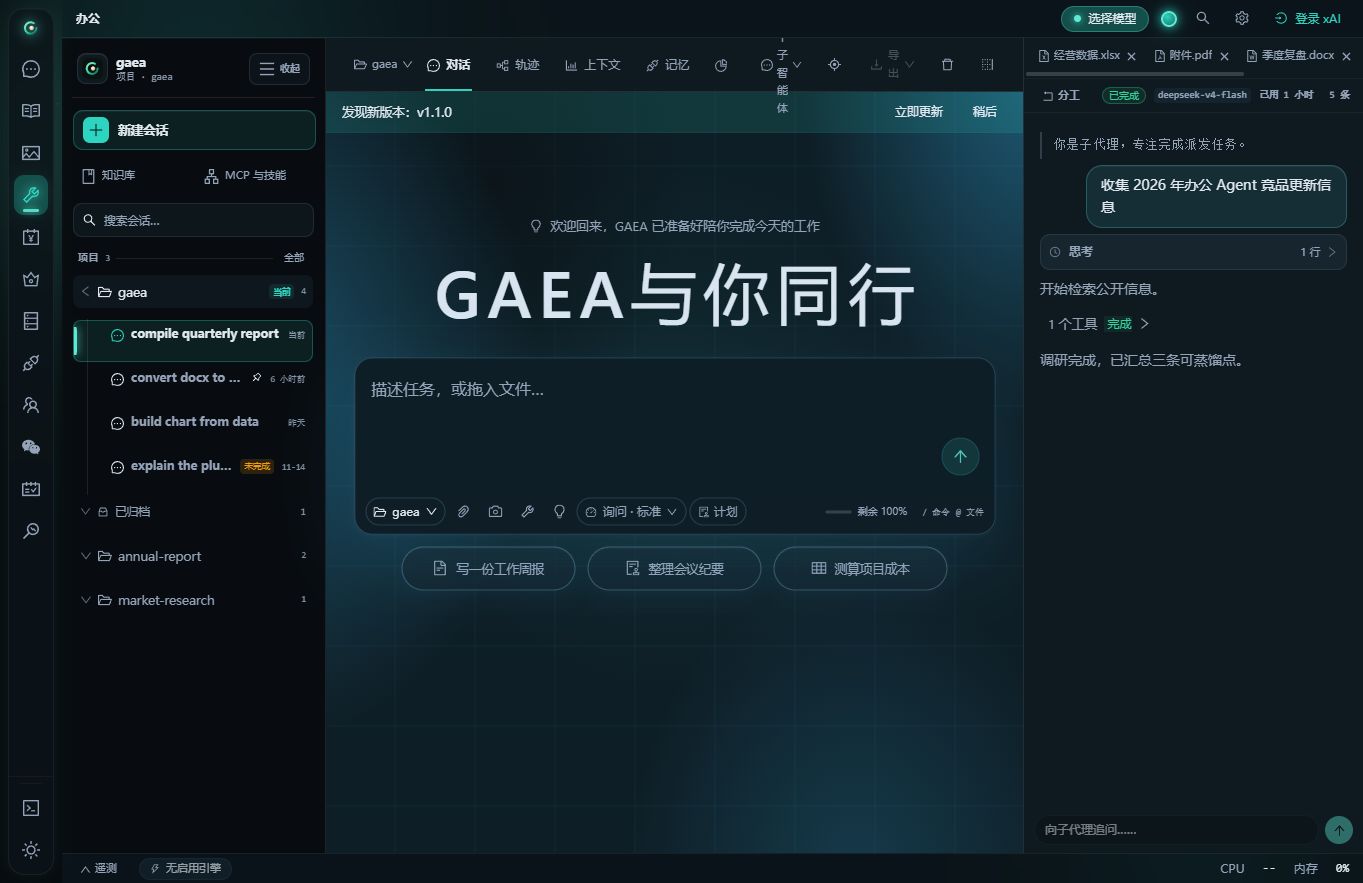 办公
选择模型
登录 xAI
gaea
项目 · gaea
收起
新建会话
知识库
MCP 与技能
搜索会话...
项目 3
全部
gaea
当前 4
compile quarterly report 当前
convert docx to ... 6 小时前
build chart from data 昨天
explain the plu... 未完成 11-14
已归档 1
annual-report 2
market-research 1
gaea
对话
轨迹
上下文
记忆
子智能体
导出
发现新版本：v1.1.0
立即更新
稍后
欢迎回来，GAEA 已准备好陪你完成今天的工作
GAEA与你同行
描述任务，或拖入文件...
gaea
询问 · 标准
计划
剩余 100%
/ 命令 @ 文件
写一份工作周报
整理会议纪要
测算项目成本
经营数据.xlsx
附件.pdf
季度复盘.docx
分工
已完成
deepseek-v4-flash
已用 1 小时
5 条
你是子代理，专注完成派发任务。
收集 2026 年办公 Agent 竞品更新信
息
思考
1 行
开始检索公开信息。
1 个工具 完成
调研完成，已汇总三条可蒸馏点。
向子代理追问......
遥测
无启用引擎
CPU --
内存 0%